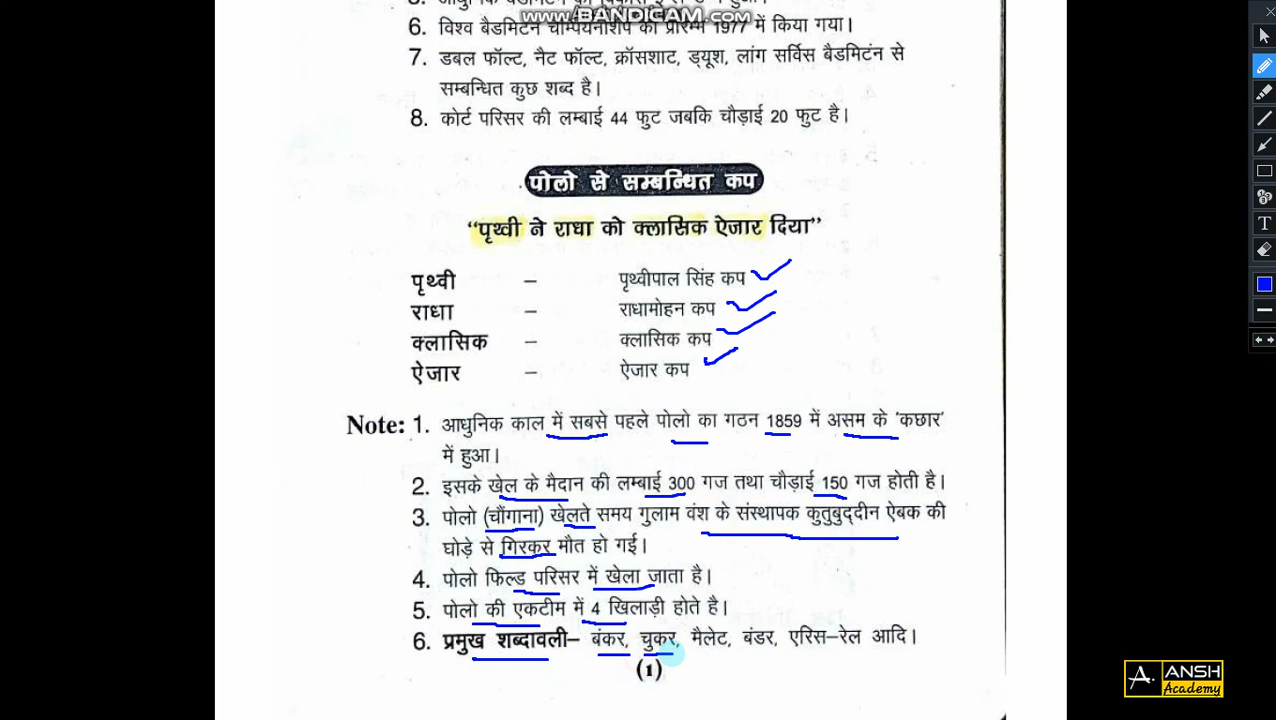 www.BANDICAM.com
6. विश्व बैडमिंटन चैम्पियनशिप का प्रारम्भ 1977 में किया गया।
7. डबल फॉल्ट, नैट फॉल्ट, क्रॉसशाट, ड्यूश, लांग सर्विस बैडमिटंन से
सम्बन्धित कुछ शब्द है।
8. कोर्ट परिसर की लम्बाई 44 फुट जबकि चौड़ाई 20 फुट है।
पोलो से सम्बन्धित कप
“पृथ्वी ने राधा को क्लासिक ऐजार दिया”
पृथ्वी – पृथ्वीपाल सिंह कप
राधा – राधामोहन कप
क्लासिक – क्लासिक कप
ऐजार – ऐजार कप
Note: 1. आधुनिक काल में सबसे पहले पोलो का गठन 1859 में असम के 'कछार'
में हुआ।
2. इसके खेल के मैदान की लम्बाई 300 गज तथा चौड़ाई 150 गज होती है।
3. पोलो (चौंगाना) खेलते समय गुलाम वंश के संस्थापक कुतुबुद्दीन ऐबक की
घोड़े से गिरकर मौत हो गई।
4. पोलो फिल्ड परिसर में खेला जाता है।
5. पोलो की एकटीम में 4 खिलाड़ी होते है।
6. प्रमुख शब्दावली– बंकर, चुकर, मैलेट, बंडर, एरिस–रेल आदि।
(1)
A. ANSH
Academy